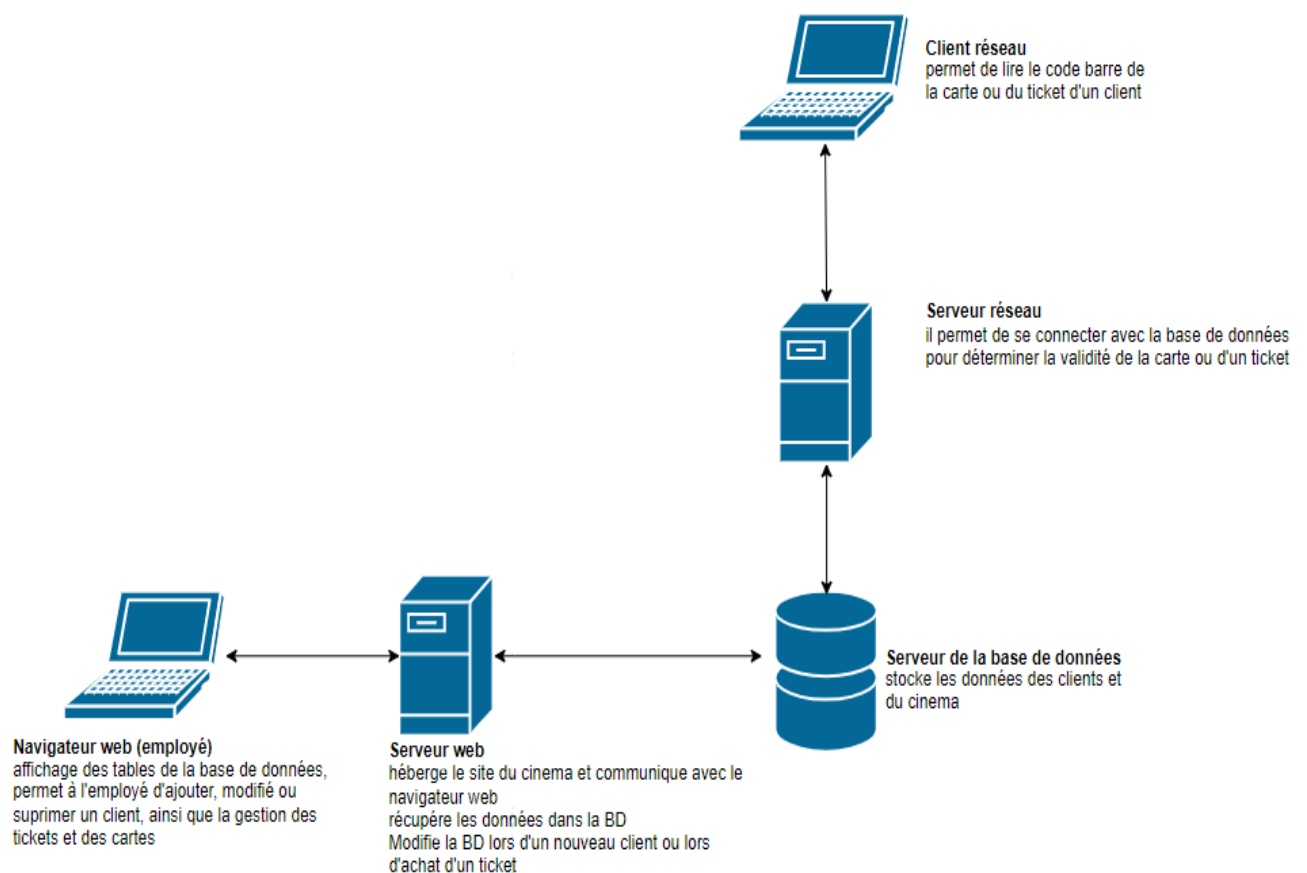 Client réseau
permet de lire le code barre de
la carte ou du ticket d'un client
Serveur réseau
il permet de se connecter avec la base de données
pour déterminer la validité de la carte ou d'un ticket
Serveur de la base de données
stocke les données des clients et
du cinema
Navigateur web (employé)
affichage des tables de la base de données,
permet à l'employé d'ajouter, modifié ou
suprimer un client, ainsi que la gestion des
tickets et des cartes
Serveur web
héberge le site du cinema et communique avec le
navigateur web
récupére les données dans la BD
Modifie la BD lors d'un nouveau client ou lors
d'achat d'un ticket